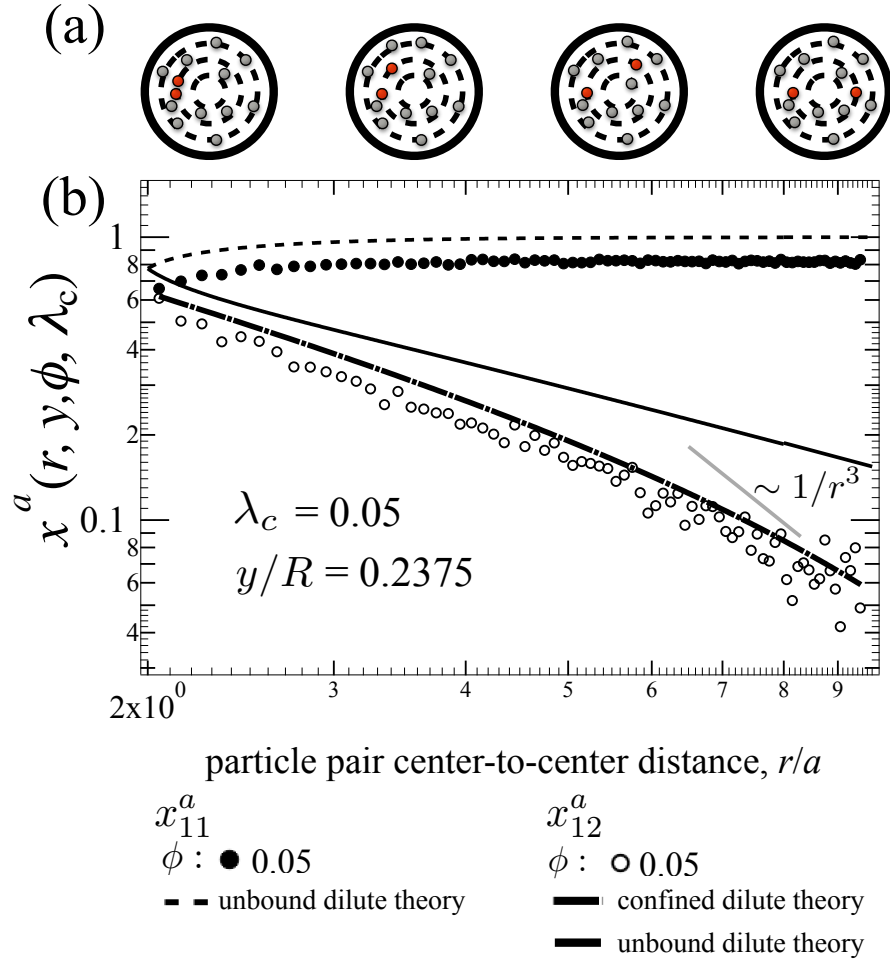 (a)
(b)
x^a (r, y,ϕ, λ_c)
1
8
6
4
2
0.1
8
6
4
∼ 1/r^3
λ_c = 0.05
y/R = 0.2375
2x10^0
3
4
5
6
7
8
9
particle pair center-to-center distance, r/a
x_11^a
x_12^a
ϕ : 0.05
ϕ : 0.05
unbound dilute theory
confined dilute theory
unbound dilute theory